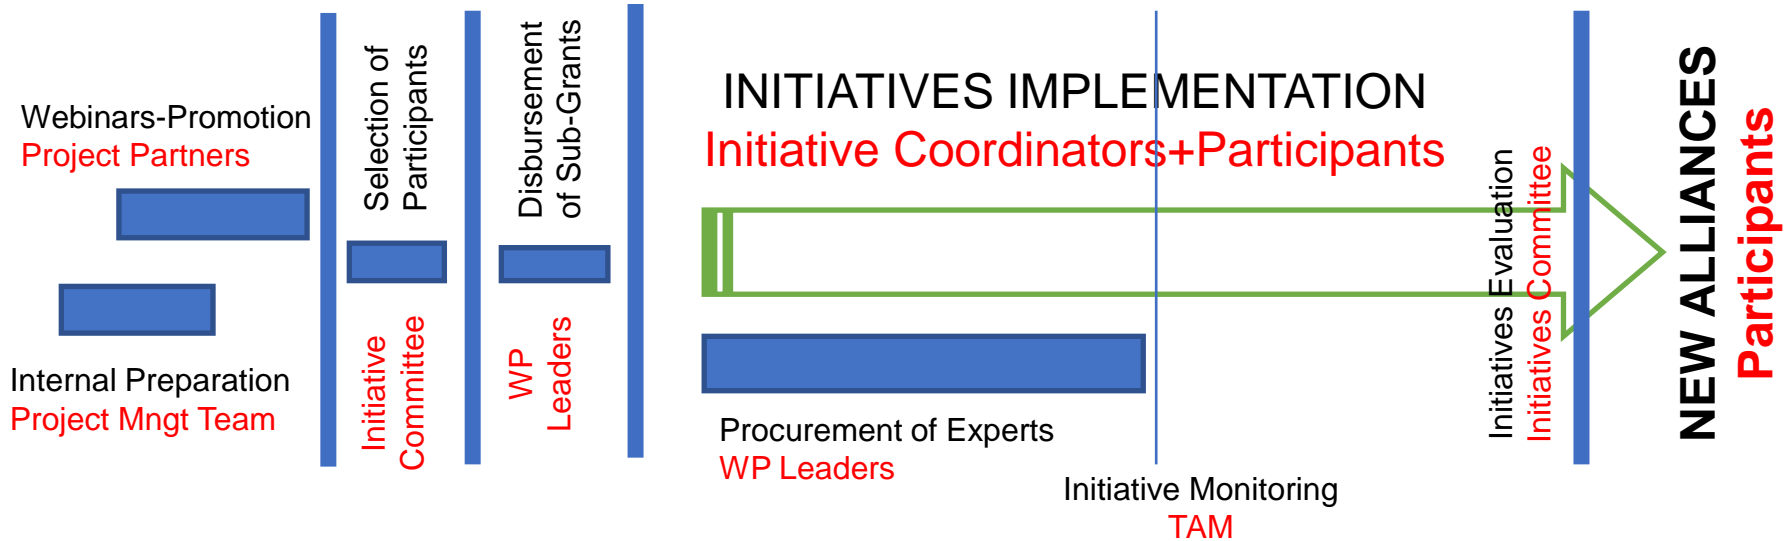 Webinars-Promotion
Project Partners
Internal Preparation
Project Mngt Team
Selection of
Participants
Initiative
Committee
Disbursement
of Sub-Grants
WP
Leaders
INITIATIVES IMPLEMENTATION
Initiative Coordinators+Participants
Procurement of Experts
WP Leaders
Initiative Monitoring
TAM
Initiatives Evaluation
Initiatives Committee
NEW ALLIANCES
Participants